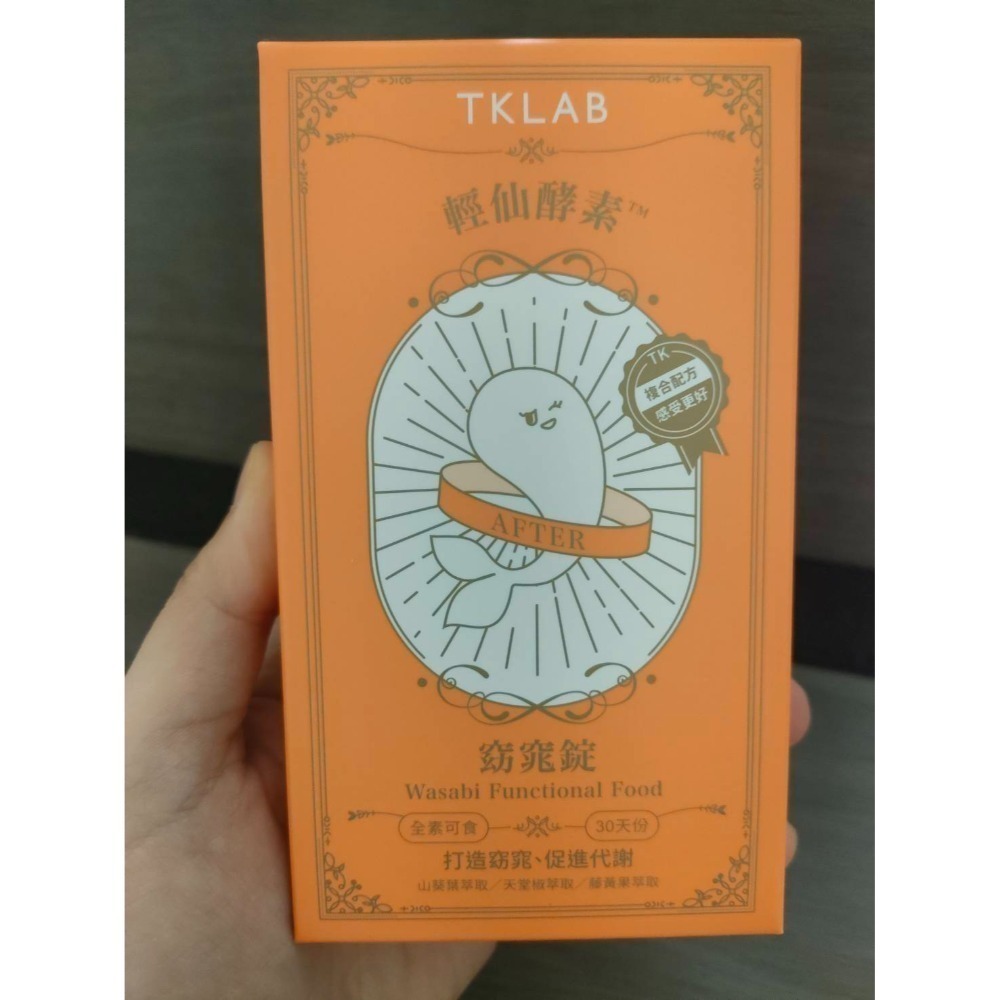 TKLAB
輕仙酵素™
TK
複合配方
感受更好
AFTER
窈窕錠
Wasabi Functional Food
全素可食
30天份
打造窈窕、促進代謝
山葵葉萃取/天堂椒萃取/藤黃果萃取